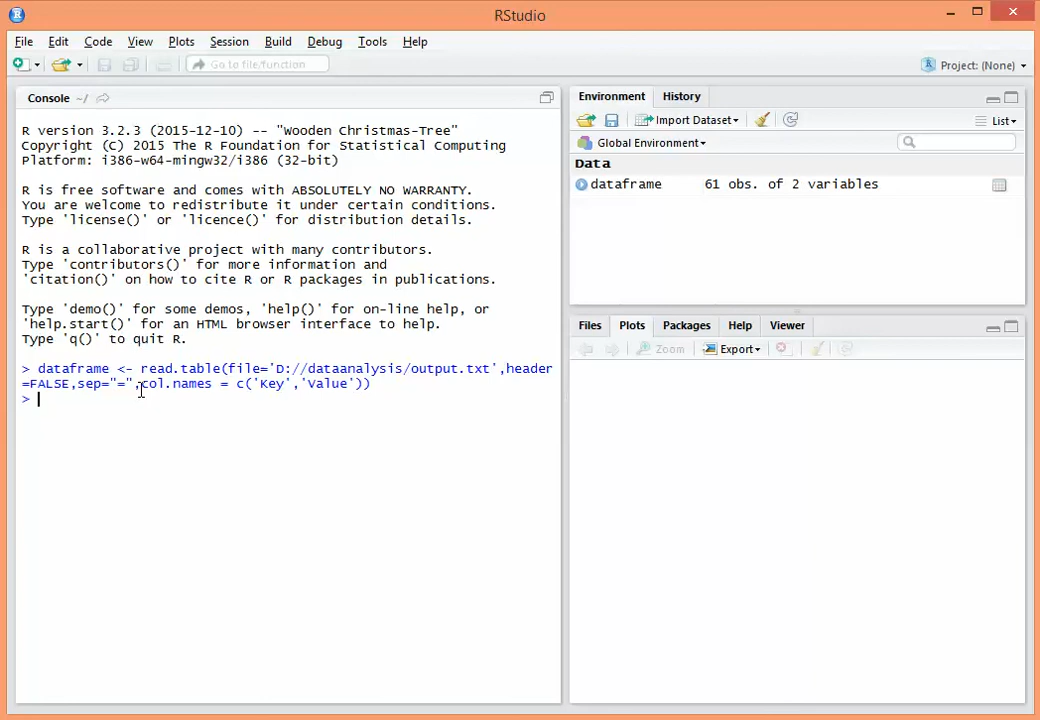 RStudio
File Edit Code View Plots Session Build Debug Tools Help
Go to file/function
Project: (None)
Console ~/
R version 3.2.3 (2015-12-10) -- "Wooden Christmas-Tree"
Copyright (C) 2015 The R Foundation for Statistical Computing
Platform: i386-w64-mingw32/i386 (32-bit)
R is free software and comes with ABSOLUTELY NO WARRANTY.
You are welcome to redistribute it under certain conditions.
Type 'license()' or 'licence()' for distribution details.
R is a collaborative project with many contributors.
Type 'contributors()' for more information and
'citation()' on how to cite R or R packages in publications.
Type 'demo()' for some demos, 'help()' for on-line help, or
'help.start()' for an HTML browser interface to help.
Type 'q()' to quit R.
> dataframe <- read.table(file='D://dataanalysis/output.txt',header
=FALSE,sep="=",col.names = c('Key','Value'))
>
Environment History
Import Dataset List
Global Environment
Data
dataframe 61 obs. of 2 variables
Files Plots Packages Help Viewer
Zoom Export